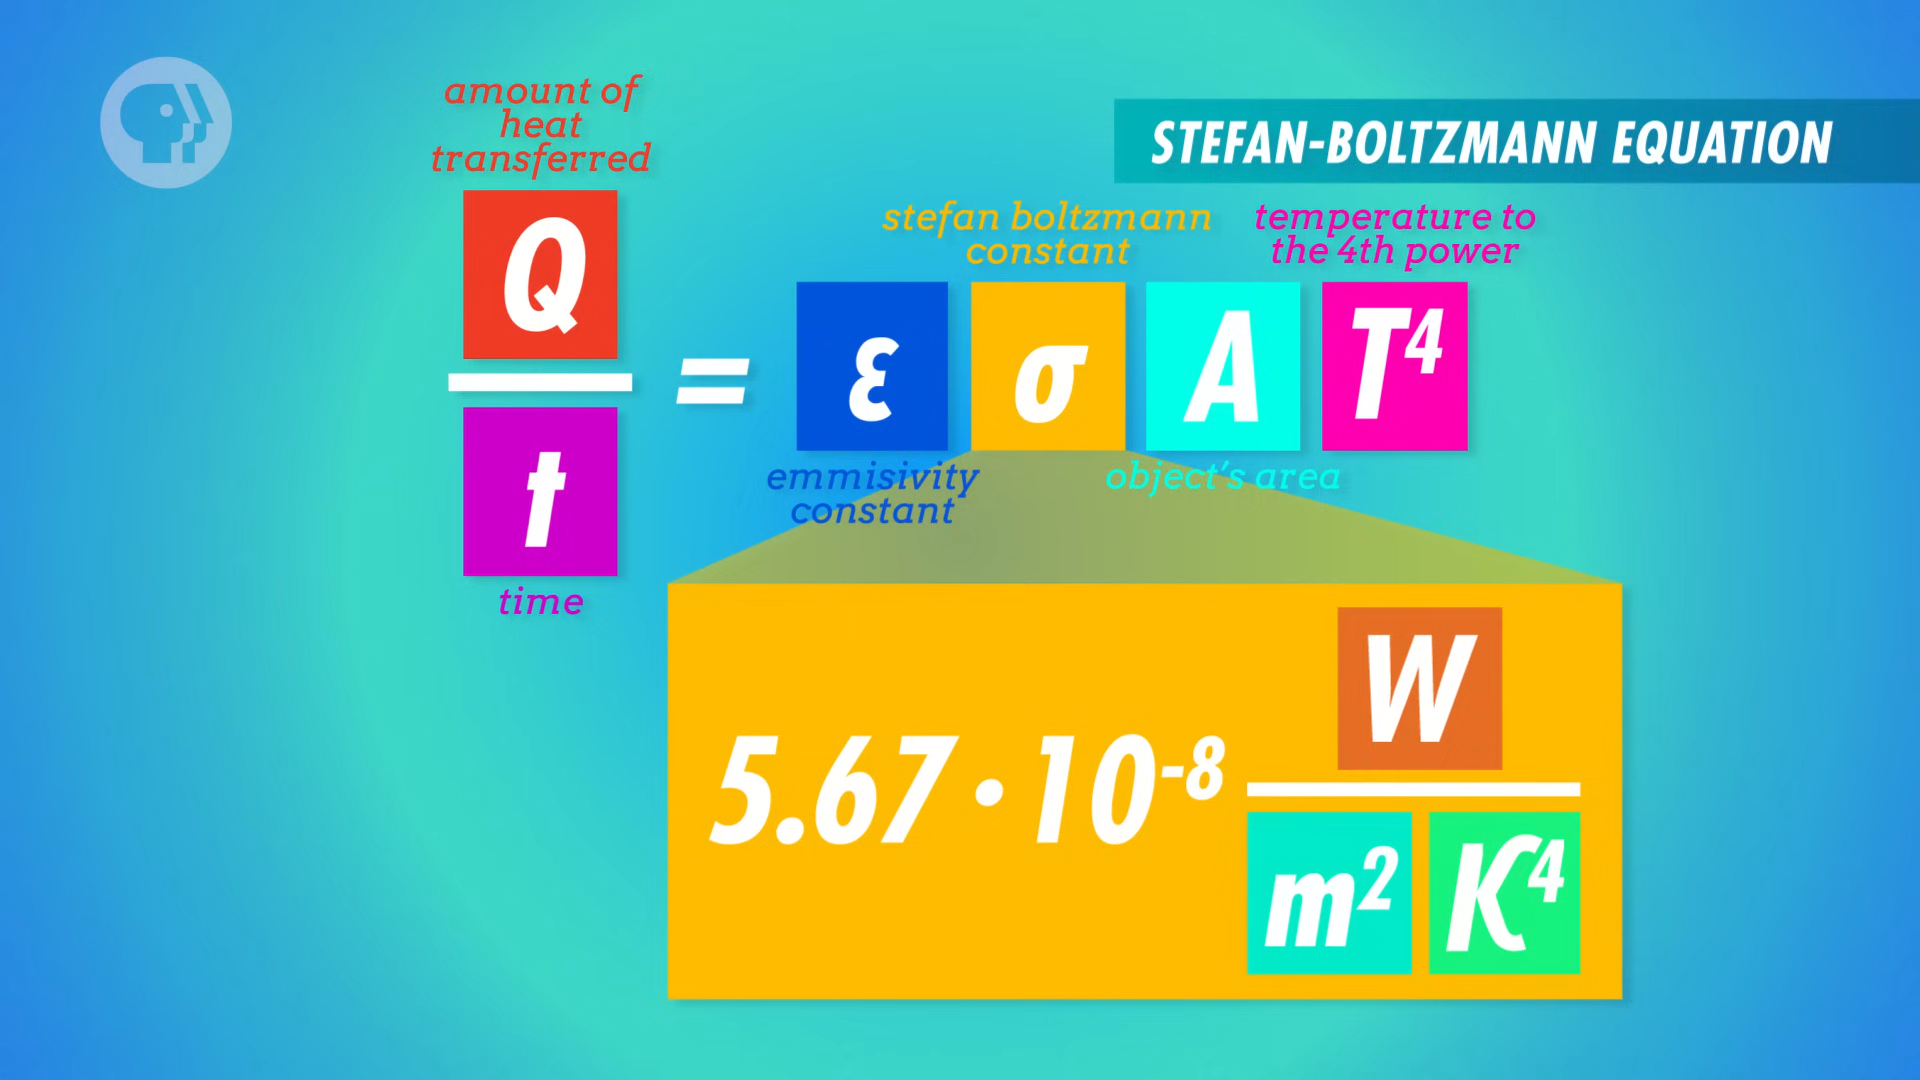 amount of
heat
transferred
STEFAN-BOLTZMANN EQUATION
stefan boltzmann
constant
temperature to
the 4th power
Q
t
= ε σ A T⁴
emmisivity
constant
object's area
time
5.67 · 10⁻⁸
W
m² K⁴